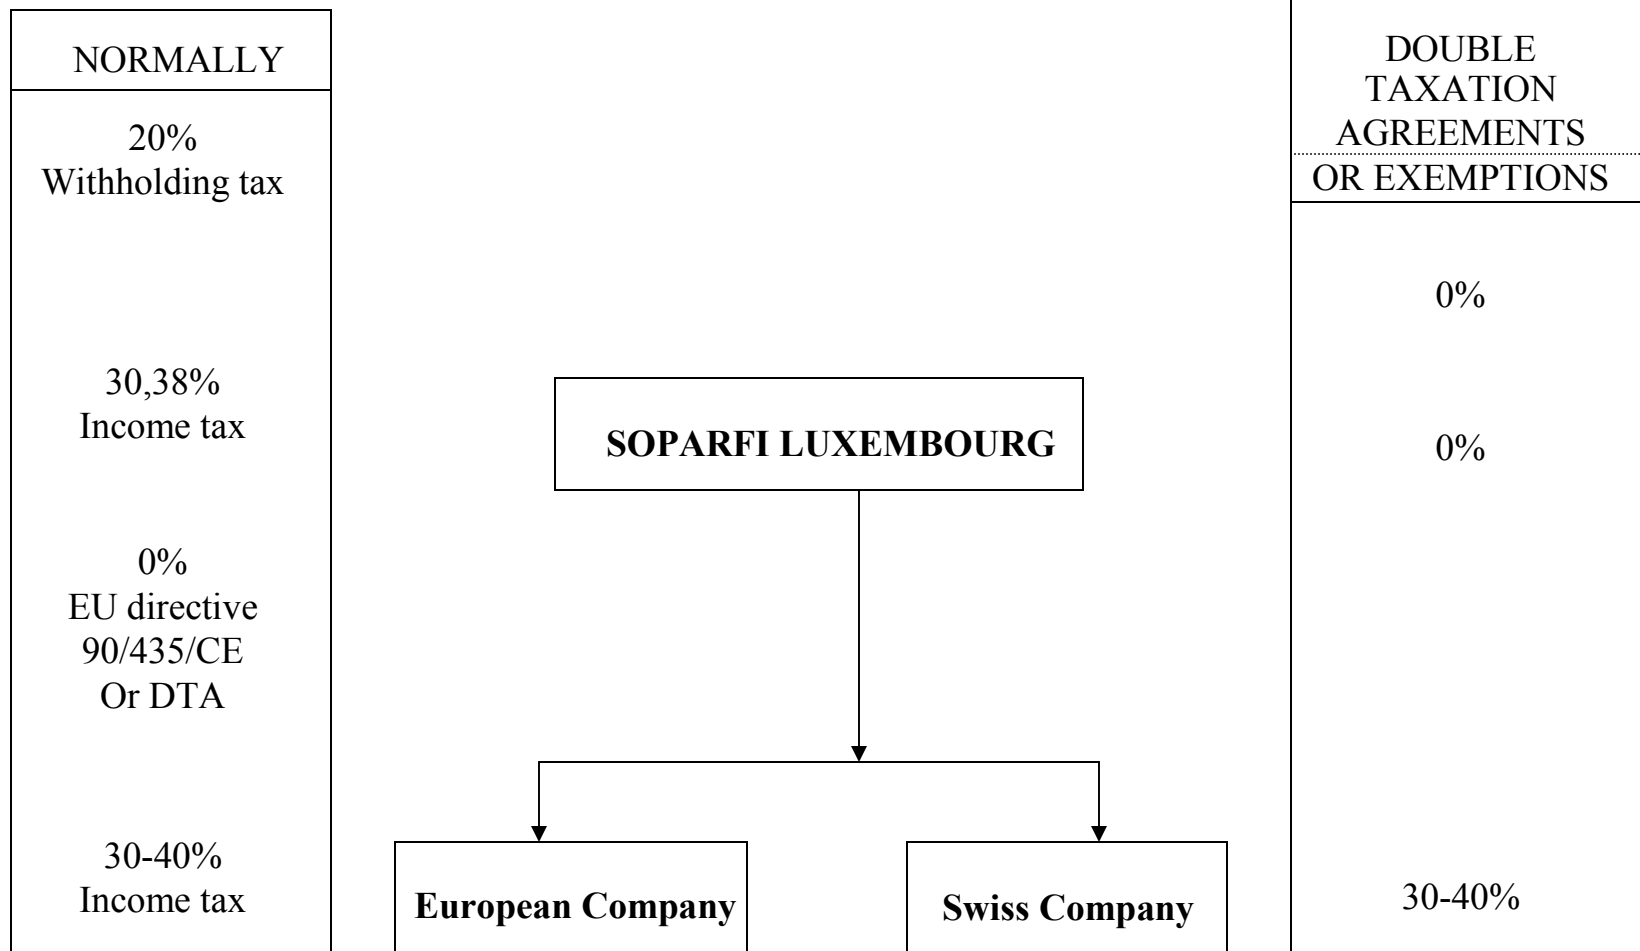 NORMALLY
20%
Withholding tax
30,38%
Income tax
0%
EU directive
90/435/CE
Or DTA
30-40%
Income tax
SOPARFI LUXEMBOURG
European Company
Swiss Company
DOUBLE
TAXATION
AGREEMENTS
OR EXEMPTIONS
0%
0%
30-40%